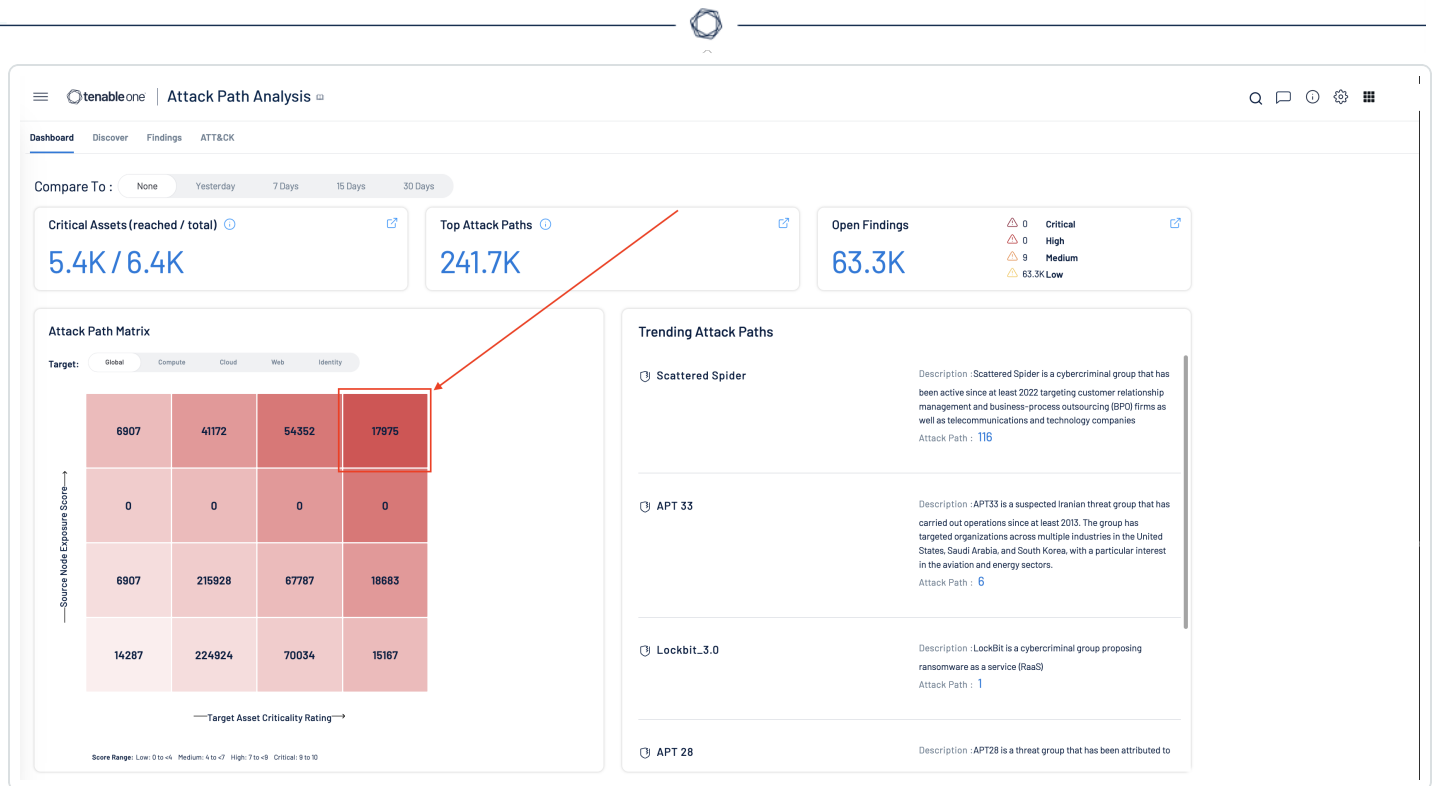 tenable one | Attack Path Analysis
Dashboard Discover Findings ATT&CK
Compare To : None Yesterday 7 Days 15 Days 30 Days
Critical Assets (reached / total)
5.4K / 6.4K
Top Attack Paths
241.7K
Open Findings
63.3K
0 Critical
0 High
9 Medium
63.3K Low
Attack Path Matrix
Target: Global Compute Cloud Web Identity
6907 41172 54352 17975
0 0 0 0
6907 215928 67787 18683
14287 224924 70034 15167
Source Node Exposure Score
Target Asset Criticality Rating
Score Range: Low: 0 to <4 Medium: 4 to <7 High: 7 to <9 Critical: 9 to 10
Trending Attack Paths
Scattered Spider
Description : Scattered Spider is a cybercriminal group that has
been active since at least 2022 targeting customer relationship
management and business-process outsourcing (BPO) firms as
well as telecommunications and technology companies
Attack Path : 116
APT 33
Description : APT33 is a suspected Iranian threat group that has
carried out operations since at least 2013. The group has
targeted organizations across multiple industries in the United
States, Saudi Arabia, and South Korea, with a particular interest
in the aviation and energy sectors.
Attack Path : 6
Lockbit_3.0
Description : LockBit is a cybercriminal group proposing
ransomware as a service (RaaS)
Attack Path : 1
APT 28
Description : APT28 is a threat group that has been attributed to